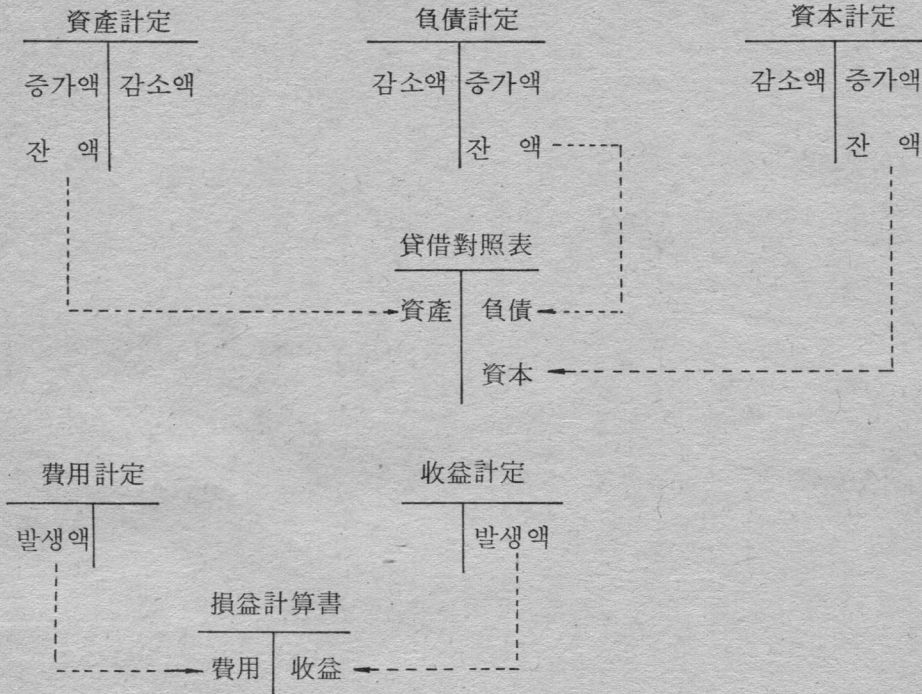 資產計定 負債計定 資本計定
증가액 감소액 감소액 증가액 감소액 증가액
잔 액 잔 액 잔 액
貸借對照表
資產 負債
資本
費用計定 收益計定
발생액 발생액
損益計算書
費用 收益